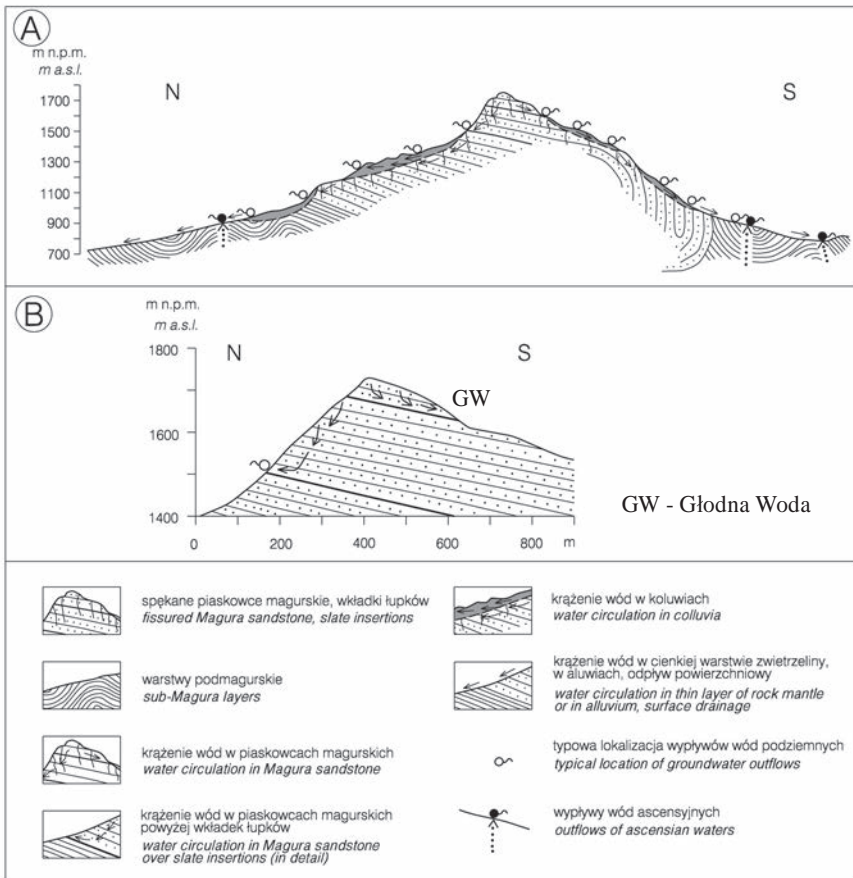 A
m n.p.m.
m a.s.l.
N
S
1700
1500
1300
1100
900
700
B
m n.p.m.
m a.s.l.
N
S
1800
GW
1600
GW - Głodna Woda
1400
0
200
400
600
800
m
spękane piaskowce magurskie, wkładki łupków
fissured Magura sandstone, slate insertions
warstwy podmagurskie
sub-Magura layers
krążenie wód w piaskowcach magurskich
water circulation in Magura sandstone
krążenie wód w piaskowcach magurskich
powyżej wkładek łupków
water circulation in Magura sandstone
over slate insertions (in detail)
krążenie wód w koluwiach
water circulation in colluvia
krążenie wód w cienkiej warstwie zwietrzeliny,
w aluwiach, odpływ powierzchniowy
water circulation in thin layer of rock mantle
or in alluvium, surface drainage
typowa lokalizacja wypływów wód podziemnych
typical location of groundwater outflows
wypływy wód ascensyjnych
outflows of ascensian waters